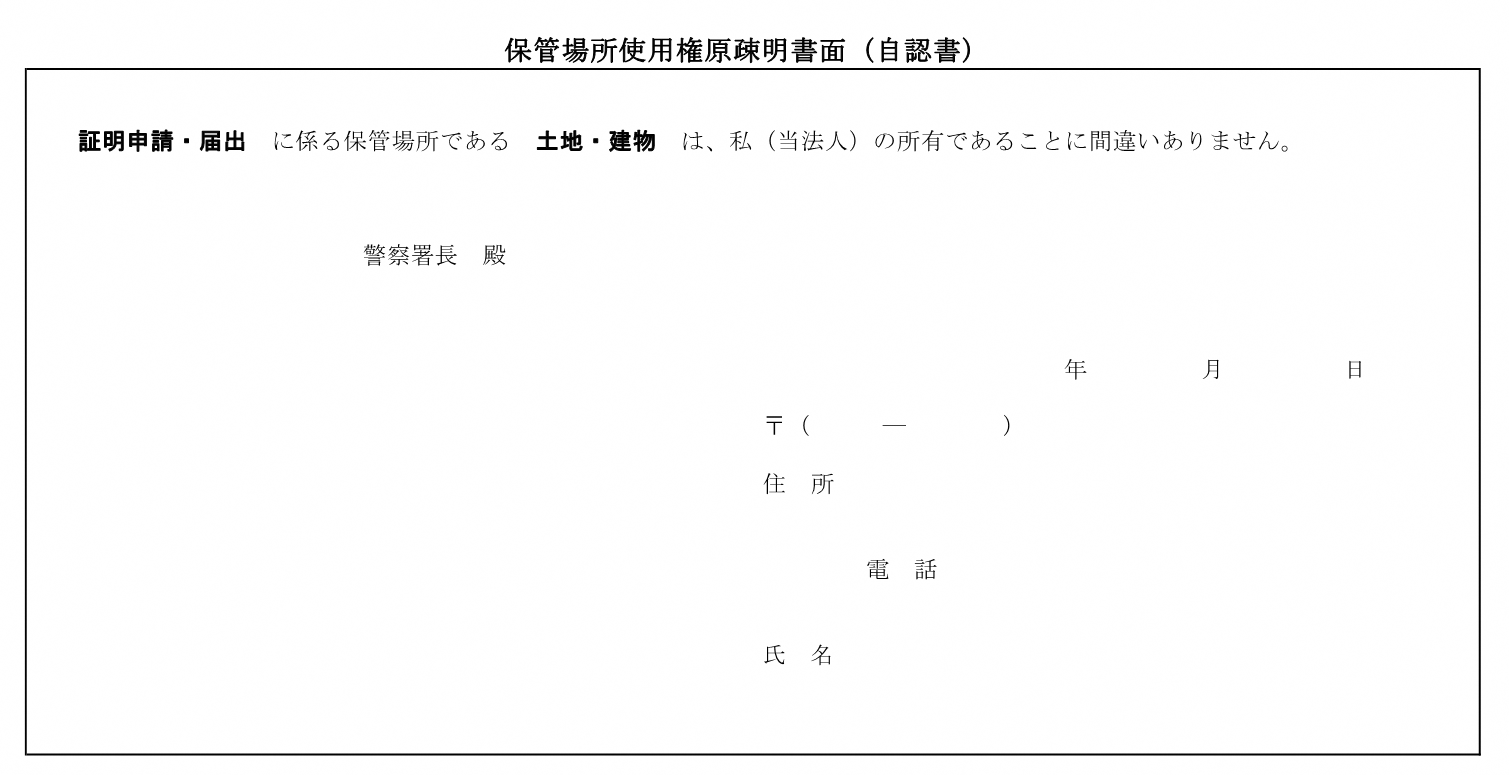 保管場所使用権原疎明書面（自認書）
証明申請・届出　に係る保管場所である　土地・建物　は、私（当法人）の所有であることに間違いありません。
警察署長　殿
年　月　日
〒（　―　）
住　所
電　話
氏　名